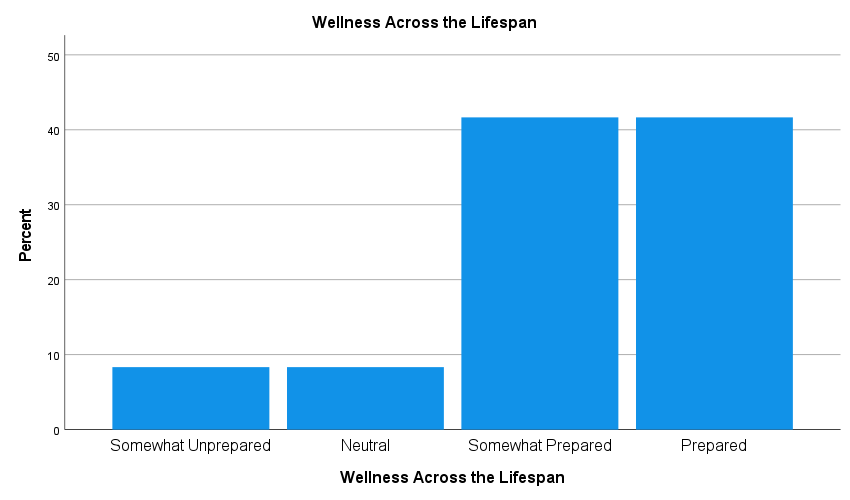 Wellness Across the Lifespan
50
40
30
20
10
0
Percent
Somewhat Unprepared
Neutral
Somewhat Prepared
Prepared
Wellness Across the Lifespan